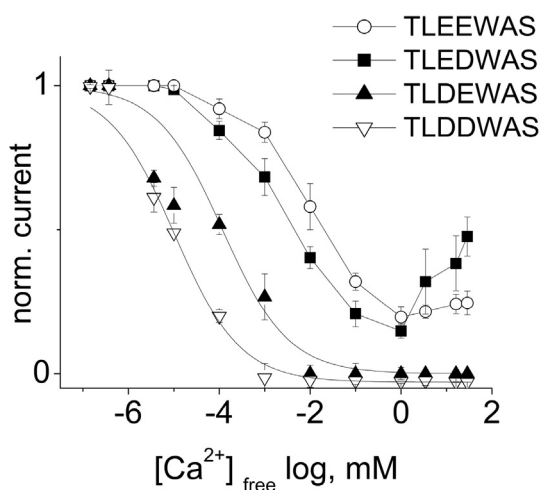 TLEEWAS
TLEDWAS
TLDEWAS
TLDDWAS
1
0
norm. current
-6 -4 -2 0 2
[Ca²⁺] free log, mM